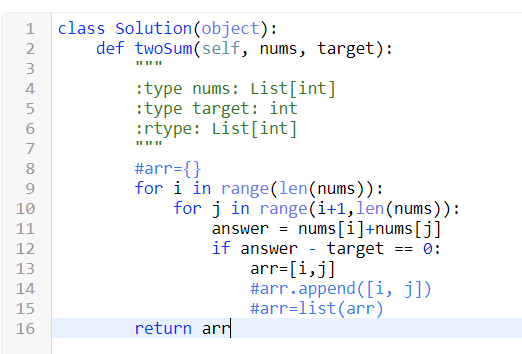 1 class Solution(object):
2     def twoSum(self, nums, target):
3         """
4         :type nums: List[int]
5         :type target: int
6         :rtype: List[int]
7         """
8         #arr={}
9         for i in range(len(nums)):
10             for j in range(i+1,len(nums)):
11                 answer = nums[i]+nums[j]
12                 if answer - target == 0:
13                     arr=[i,j]
14                     #arr.append([i, j])
15                     #arr=list(arr)
16         return arr